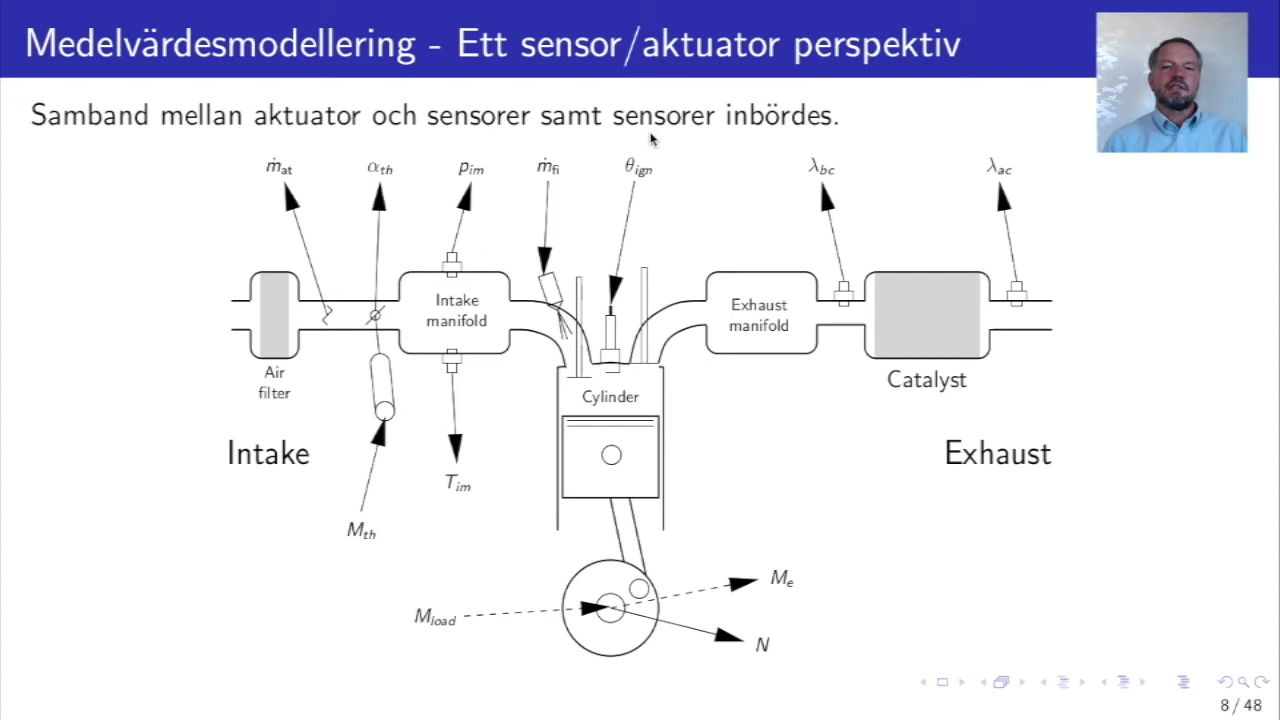 Medelvärdesmodellering - Ett sensor/aktuator perspektiv
Samband mellan aktuator och sensorer samt sensorer inbördes.
ṁat αth pim ṁfi θign λbc λac
Intake
manifold
Exhaust
manifold
Air
filter
Catalyst
Cylinder
Intake
Exhaust
Tim
Mth
Me
Mload
N
8 / 48